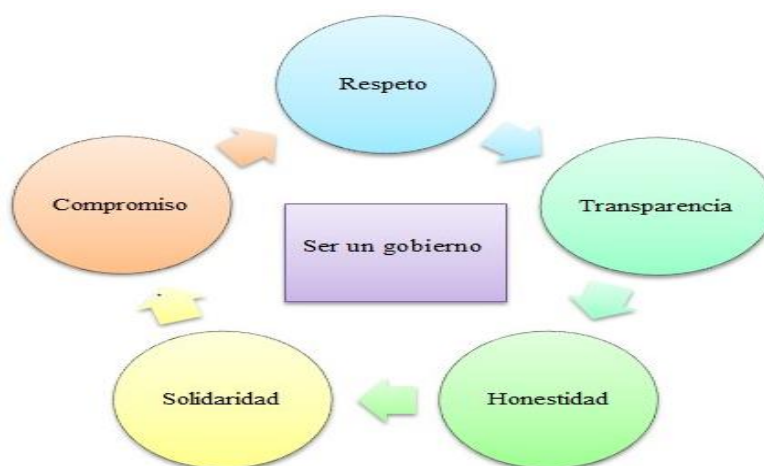 Respeto
Transparencia
Honestidad
Solidaridad
Compromiso
Ser un gobierno